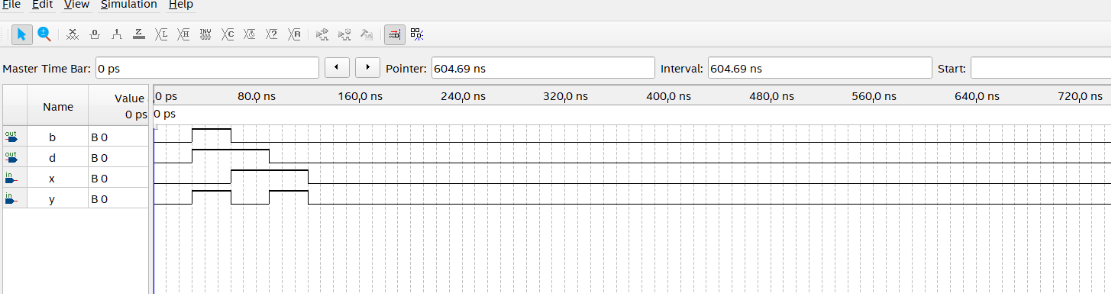 File Edit View Simulation Help
Master Time Bar: 0 ps Pointer: 604.69 ns Interval: 604.69 ns Start:
Name Value 0 ps
0 ps 80.0 ns 160.0 ns 240.0 ns 320.0 ns 400.0 ns 480.0 ns 560.0 ns 640.0 ns 720.0 ns
0 ps
out b B 0
out d B 0
in x B 0
in y B 0